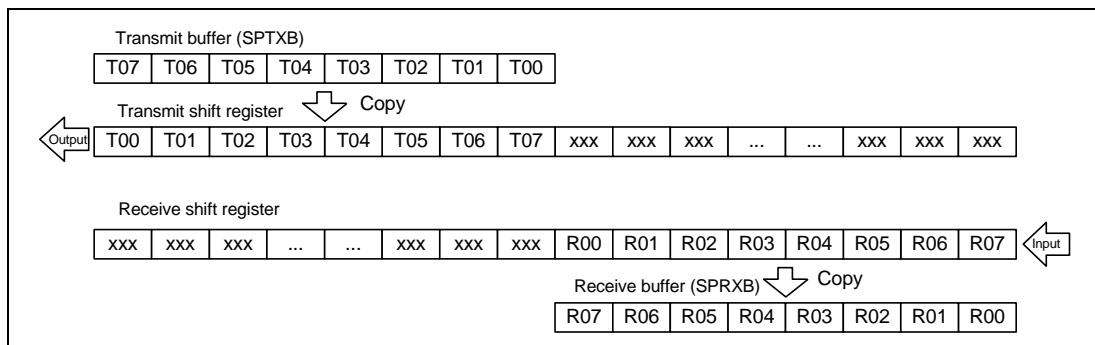 Transmit buffer (SPTXB)
T07 T06 T05 T04 T03 T02 T01 T00
Copy
Transmit shift register
Output T00 T01 T02 T03 T04 T05 T06 T07 xxx xxx xxx ... ... xxx xxx xxx
Receive shift register
xxx xxx xxx ... ... xxx xxx xxx R00 R01 R02 R03 R04 R05 R06 R07 Input
Receive buffer (SPRXB) Copy
R07 R06 R05 R04 R03 R02 R01 R00